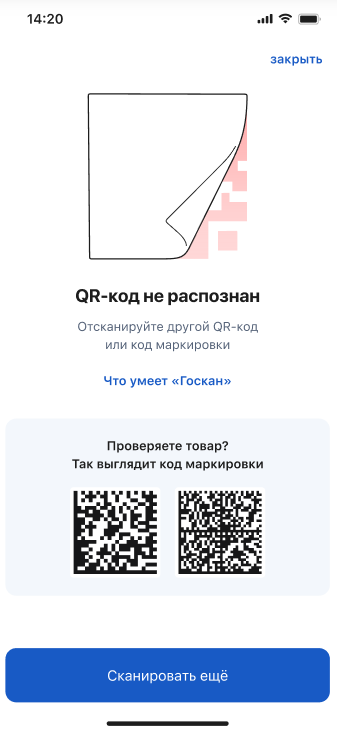 14:20
закрыть
QR-код не распознан
Отсканируйте другой QR-код
или код маркировки
Что умеет «Госкан»
Проверяете товар?
Так выглядит код маркировки
Сканировать ещё